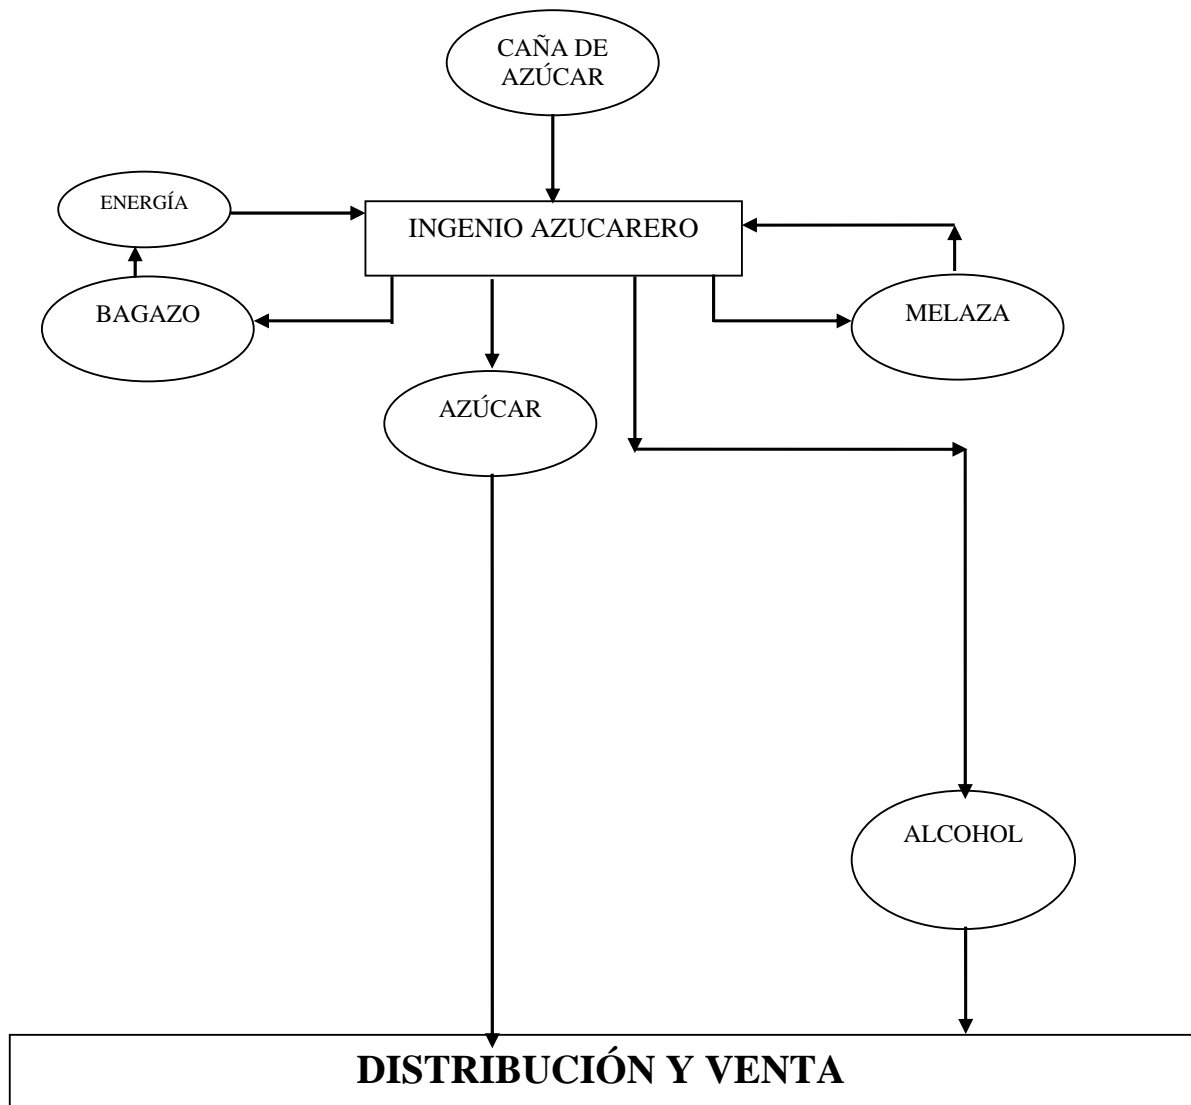 CAÑA DE
AZÚCAR
ENERGÍA
INGENIO AZUCARERO
BAGAZO
MELAZA
AZÚCAR
ALCOHOL
DISTRIBUCIÓN Y VENTA